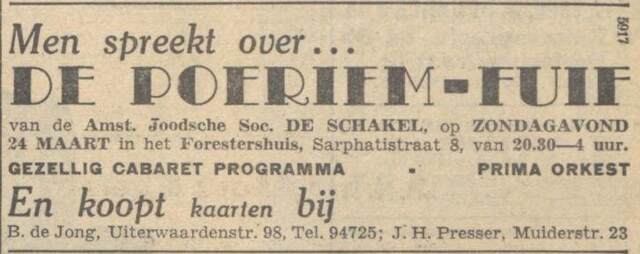 Men spreekt over...
DE POERIEM-FUIF
van de Amst. Joodsche Soc. DE SCHAKEL, op ZONDAGAVOND
24 MAART in het Forestershuis, Sarphatistraat 8, van 20.30—4 uur.
GEZELLIG CABARET PROGRAMMA - PRIMA ORKEST
En koopt kaarten bij
B. de Jong, Uiterwaardenstr. 98, Tel. 94725; J. H. Presser, Muiderstr. 23
5917